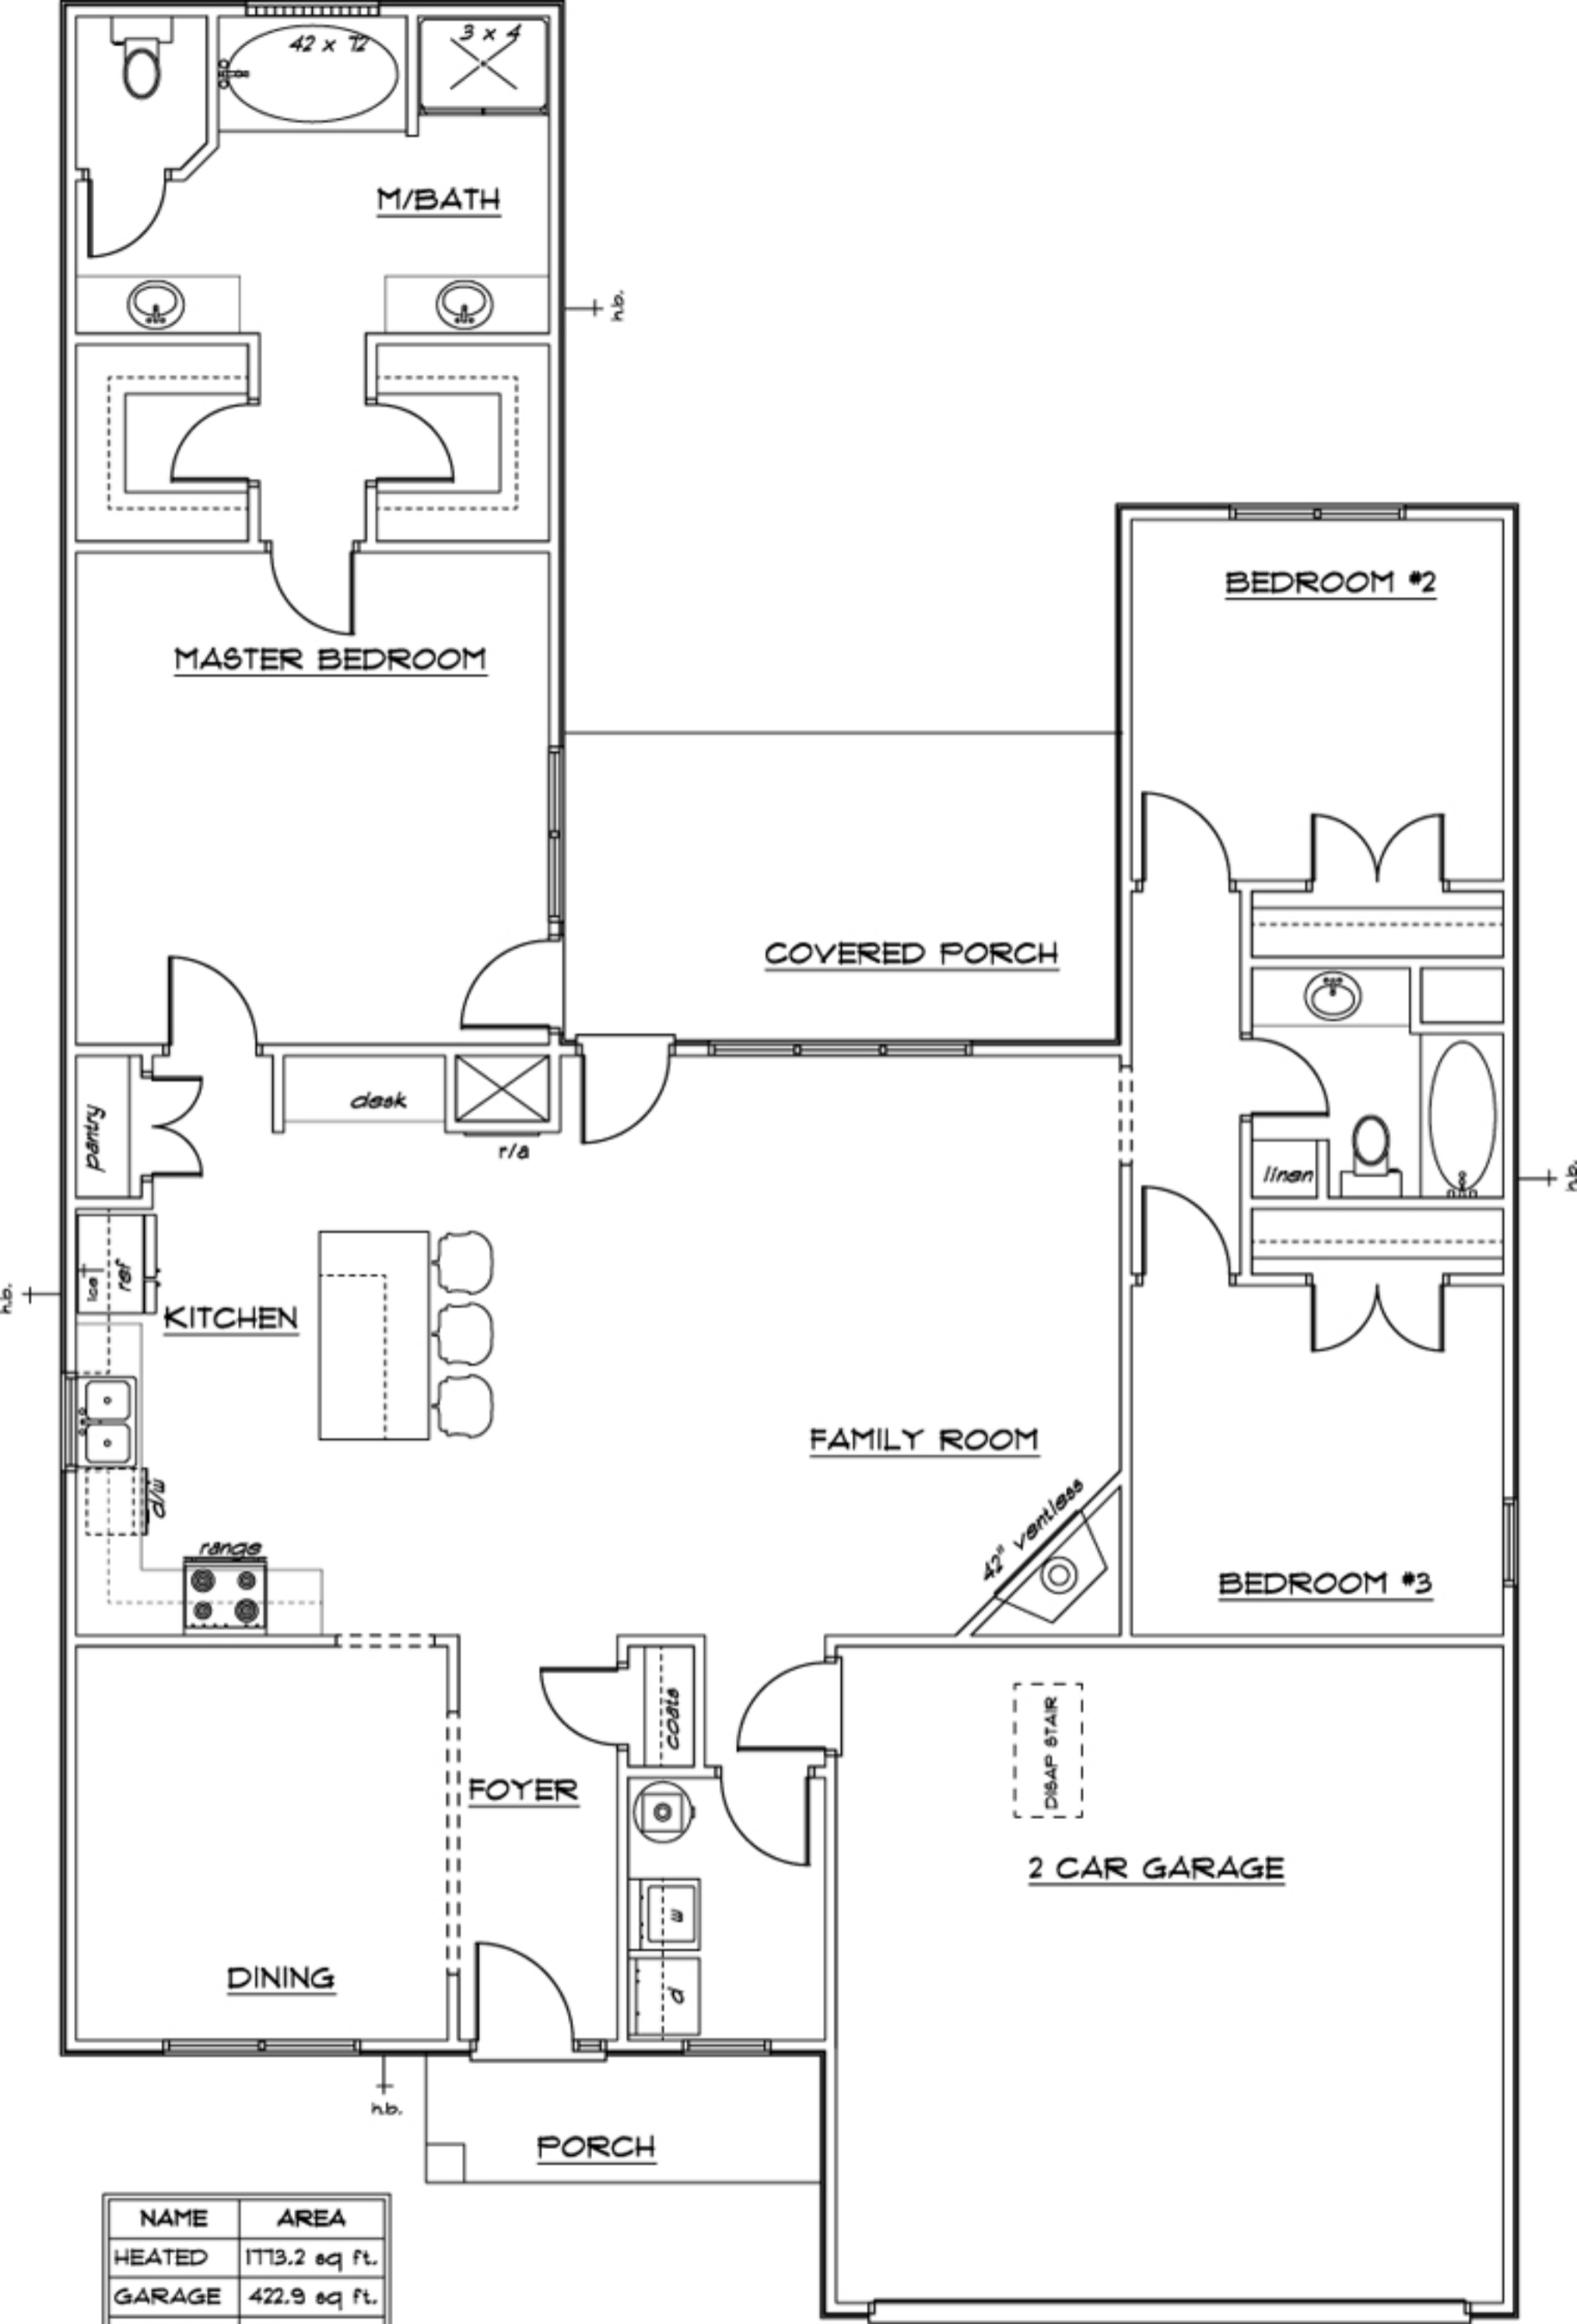 42 x 72
3 x 4
M/BATH
h.b.
BEDROOM #2
MASTER BEDROOM
COVERED PORCH
desk
pantry
r/a
linen
h.b.
ref
ice
h.b.
KITCHEN
FAMILY ROOM
42" ventless
d/w
range
BEDROOM #3
coats
DISAP STAIR
FOYER
2 CAR GARAGE
w
DINING
d
h.b.
PORCH
NAME AREA
HEATED 1773.2 sq ft.
GARAGE 422.9 sq ft.